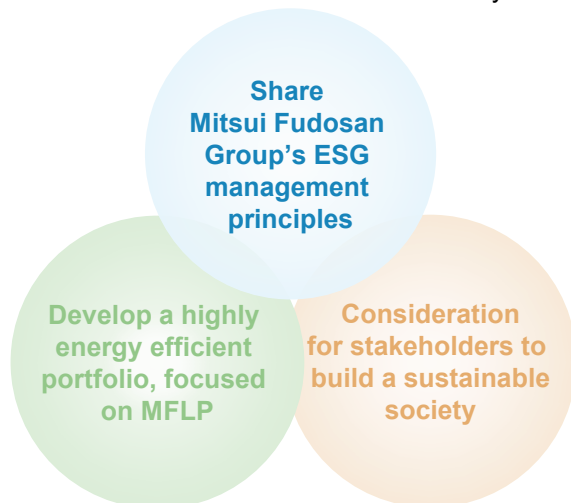 Share
Mitsui Fudosan
Group's ESG
management
principles
Develop a highly
energy efficient
portfolio, focused
on MFLP
Consideration
for stakeholders to
build a sustainable
society